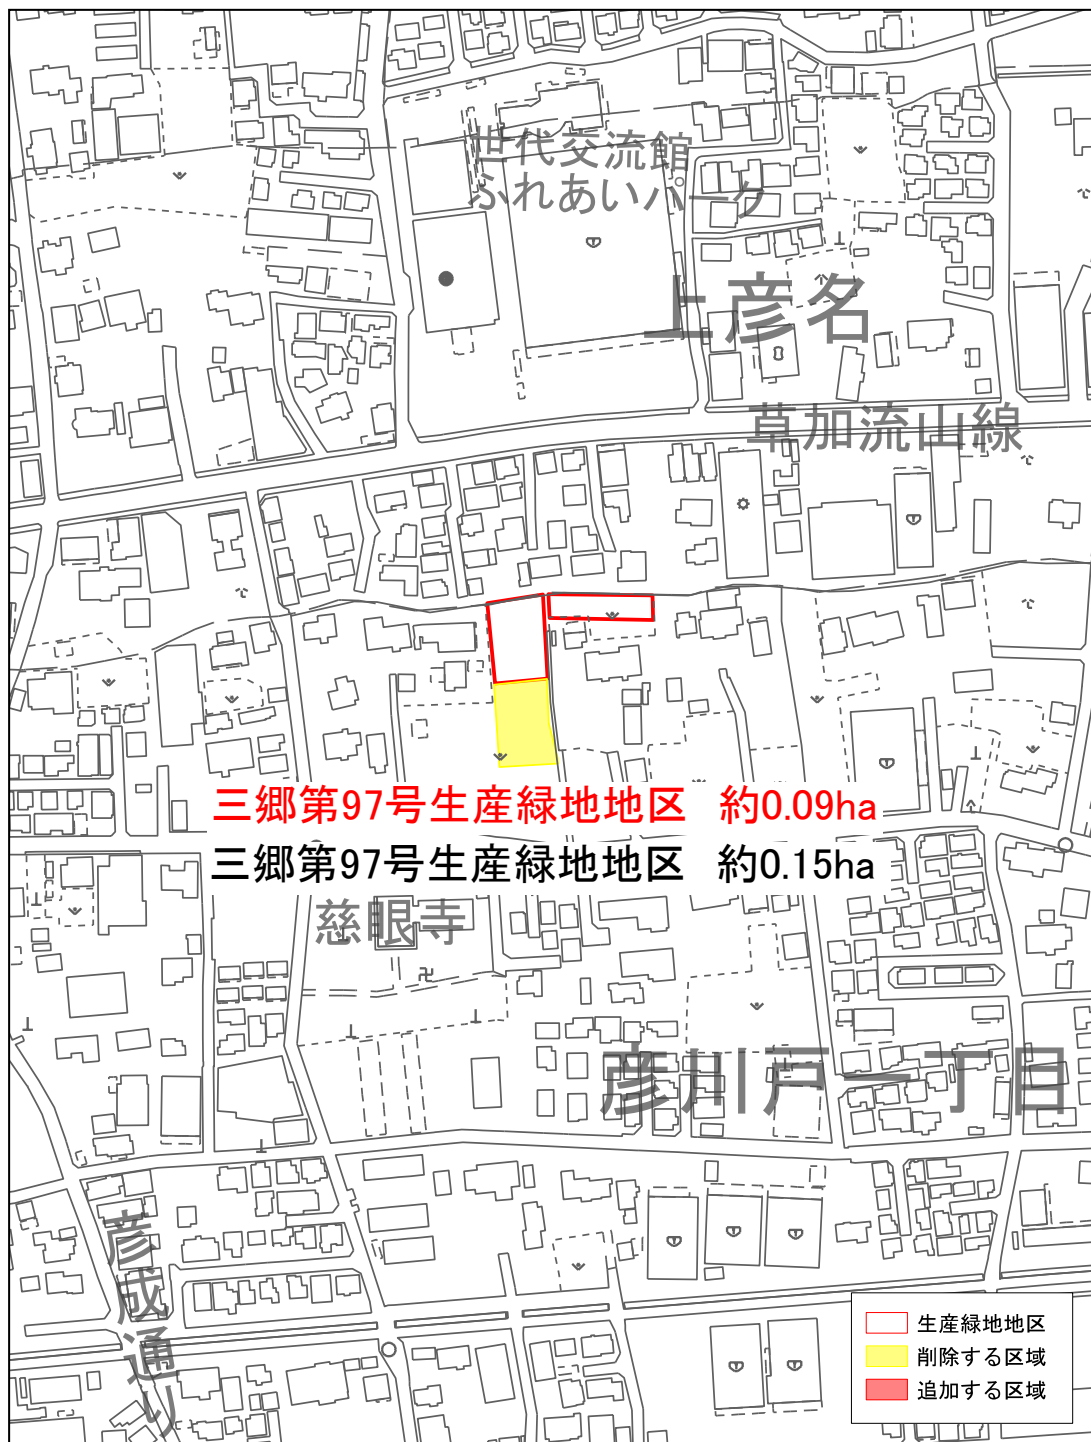 世代交流館
ふれあいパーク
上彦名
草加流山線
三郷第97号生産緑地地区　約0.09ha
三郷第97号生産緑地地区　約0.15ha
慈眼寺
彦川戸一丁目
彦成通り
生産緑地地区
削除する区域
追加する区域